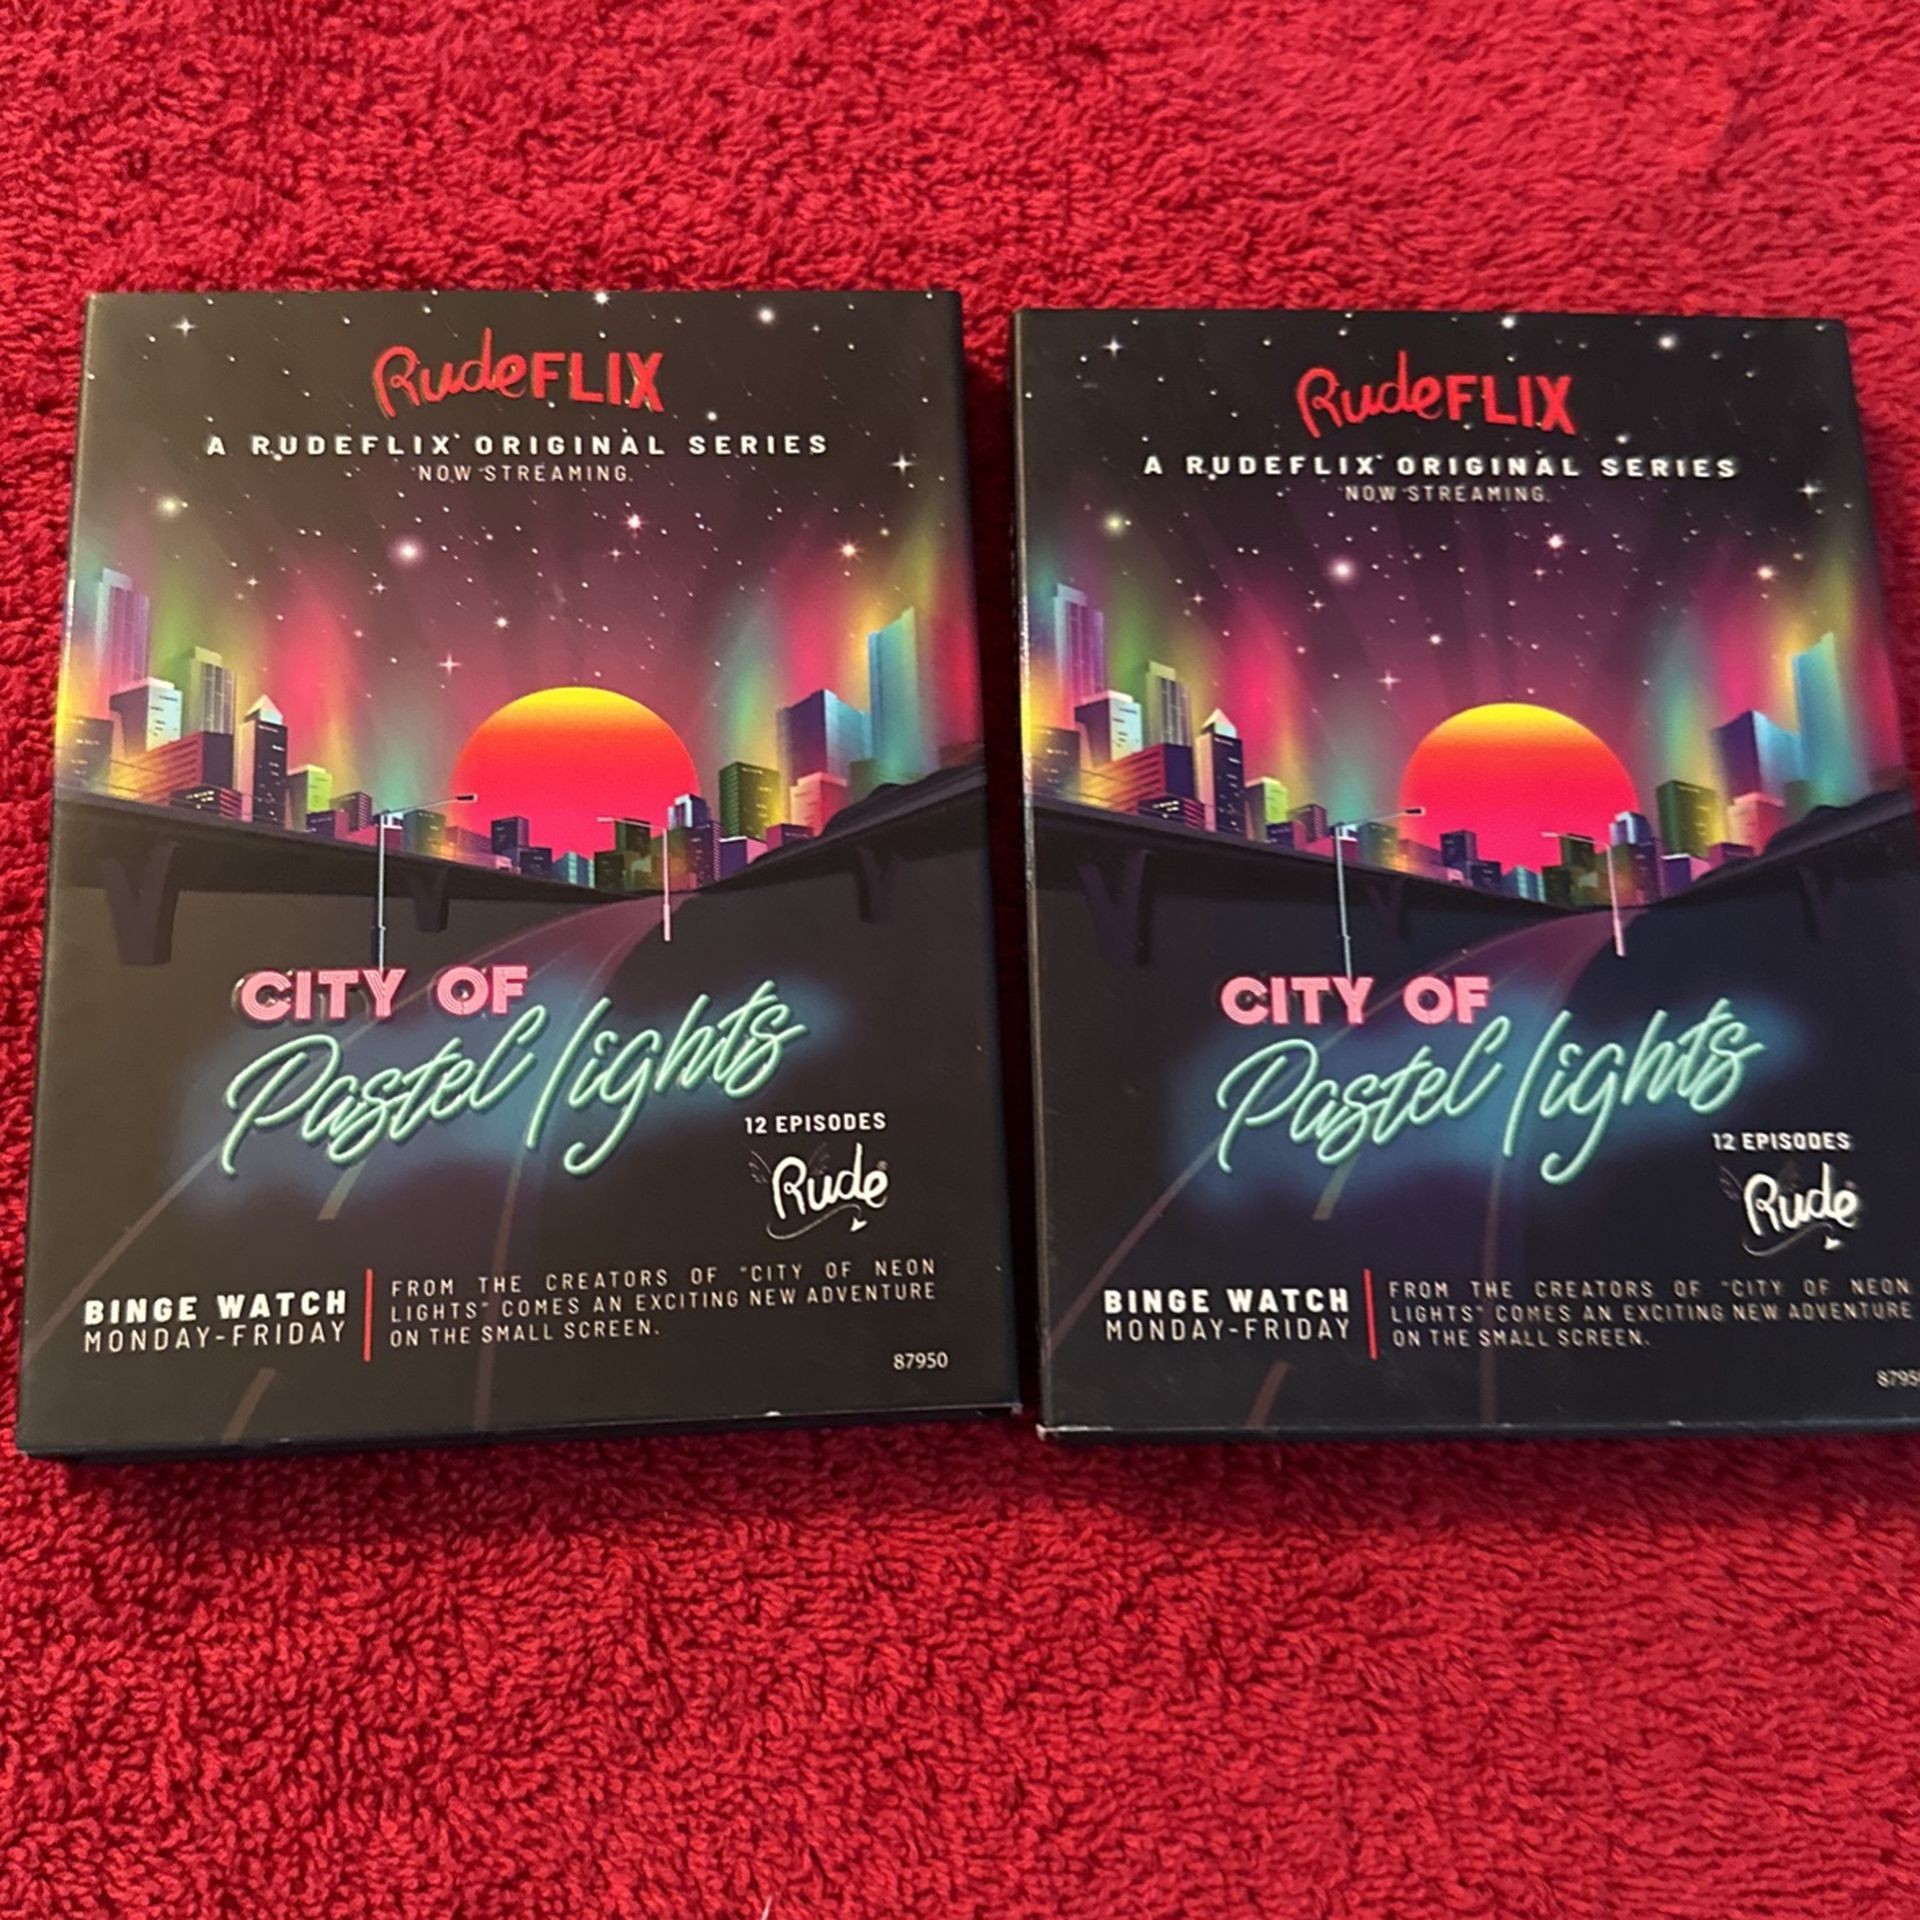 RudeFLIX
A RUDEFLIX ORIGINAL SERIES
NOW STREAMING
CITY OF
Pastel lights
12 EPISODES
Rude
BINGE WATCH
MONDAY-FRIDAY
FROM THE CREATORS OF "CITY OF NEON
LIGHTS" COMES AN EXCITING NEW ADVENTURE
ON THE SMALL SCREEN.
87950
RudeFLIX
A RUDEFLIX ORIGINAL SERIES
NOW STREAMING
CITY OF
Pastel lights
12 EPISODES
Rude
BINGE WATCH
MONDAY-FRIDAY
FROM THE CREATORS OF "CITY OF NEON
LIGHTS" COMES AN EXCITING NEW ADVENTURE
ON THE SMALL SCREEN.